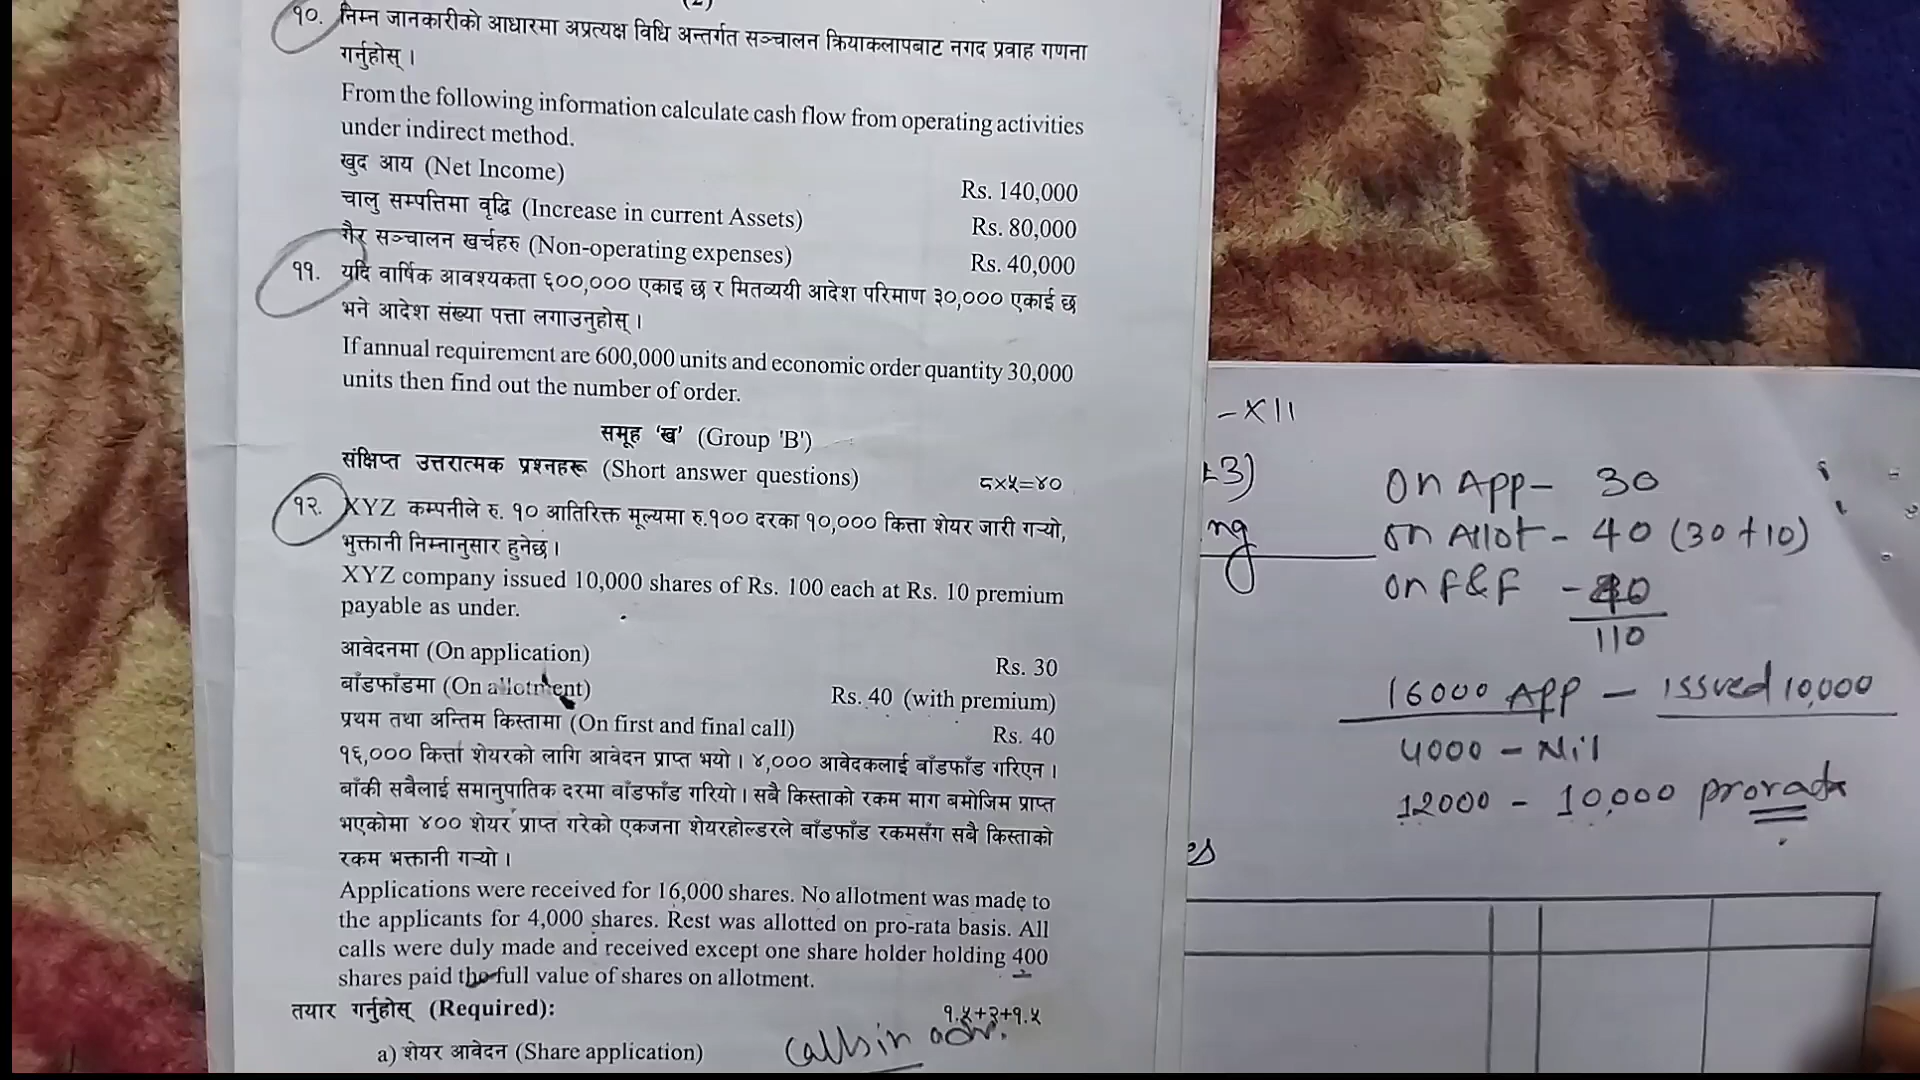 (2)
१०. निम्न जानकारीको आधारमा अप्रत्यक्ष विधि अन्तर्गत सञ्चालन क्रियाकलापबाट नगद प्रवाह गणना
गर्नुहोस् ।
From the following information calculate cash flow from operating activities
under indirect method.
खुद आय (Net Income) Rs. 140,000
चालु सम्पत्तिमा वृद्धि (Increase in current Assets) Rs. 80,000
गैर सञ्चालन खर्चहरु (Non-operating expenses) Rs. 40,000
११. यदि वार्षिक आवश्यकता ६००,००० एकाइ छ र मितव्ययी आदेश परिमाण ३०,००० एकाई छ
भने आदेश संख्या पत्ता लगाउनुहोस् ।
If annual requirement are 600,000 units and economic order quantity 30,000
units then find out the number of order.
समूह 'ख' (Group 'B')
संक्षिप्त उत्तरात्मक प्रश्नहरू (Short answer questions) ८×५=४०
१२. XYZ कम्पनीले रु. १० आतिरिक्त मूल्यमा रु.१०० दरका १०,००० कित्ता शेयर जारी गर्‍यो,
भुक्तानी निम्नानुसार हुनेछ ।
XYZ company issued 10,000 shares of Rs. 100 each at Rs. 10 premium
payable as under.
आवेदनमा (On application) Rs. 30
बाँडफाँडमा (On allotment) Rs. 40 (with premium)
प्रथम तथा अन्तिम किस्तामा (On first and final call) Rs. 40
१६,००० कित्ता शेयरको लागि आवेदन प्राप्त भयो । ४,००० आवेदकलाई बाँडफाँड गरिएन ।
बाँकी सबैलाई समानुपातिक दरमा बाँडफाँड गरियो । सबै किस्ताको रकम माग बमोजिम प्राप्त
भएकोमा ४०० शेयर प्राप्त गरेको एकजना शेयरहोल्डरले बाँडफाँड रकमसँग सबै किस्ताको
रकम भक्तानी गर्‍यो ।
Applications were received for 16,000 shares. No allotment was made to
the applicants for 4,000 shares. Rest was allotted on pro-rata basis. All
calls were duly made and received except one share holder holding 400
shares paid the full value of shares on allotment.
तयार गर्नुहोस् (Required): १.५+२+१.५
a) शेयर आवेदन (Share application) Calls in adv.
-XII
3)
ng
On App- 30
on Allot - 40 (30+10)
on F&F - 40
110
16000 App - issued 10,000
4000 - Nil
12000 - 10,000 prorata
es